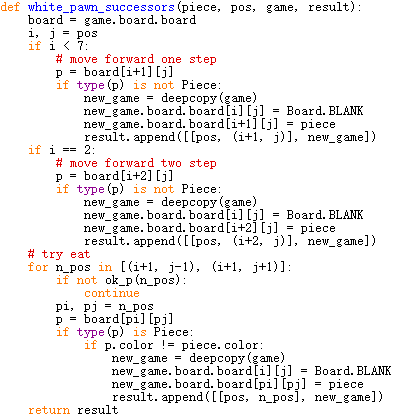 def white_pawn_successors(piece, pos, game, result):
    board = game.board.board
    i, j = pos
    if i < 7:
        # move forward one step
        p = board[i+1][j]
        if type(p) is not Piece:
            new_game = deepcopy(game)
            new_game.board.board[i][j] = Board.BLANK
            new_game.board.board[i+1][j] = piece
            result.append([[pos, (i+1, j)], new_game])
    if i == 2:
        # move forward two step
        p = board[i+2][j]
        if type(p) is not Piece:
            new_game = deepcopy(game)
            new_game.board.board[i][j] = Board.BLANK
            new_game.board.board[i+2][j] = piece
            result.append([[pos, (i+2, j)], new_game])
    # try eat
    for n_pos in [(i+1, j-1), (i+1, j+1)]:
        if not ok_p(n_pos):
            continue
        pi, pj = n_pos
        p = board[pi][pj]
        if type(p) is Piece:
            if p.color != piece.color:
                new_game = deepcopy(game)
                new_game.board.board[i][j] = Board.BLANK
                new_game.board.board[pi][pj] = piece
                result.append([[pos, n_pos], new_game])
    return result